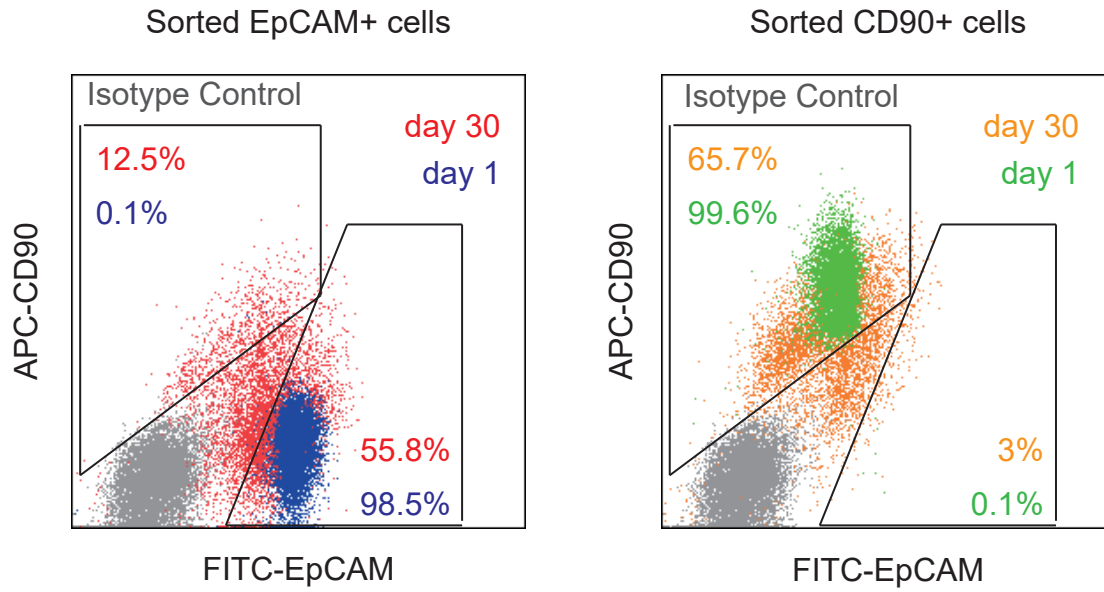 Sorted EpCAM+ cells
Isotype Control
day 30
day 1
12.5%
0.1%
55.8%
98.5%
APC-CD90
FITC-EpCAM
Sorted CD90+ cells
Isotype Control
day 30
day 1
65.7%
99.6%
3%
0.1%
APC-CD90
FITC-EpCAM